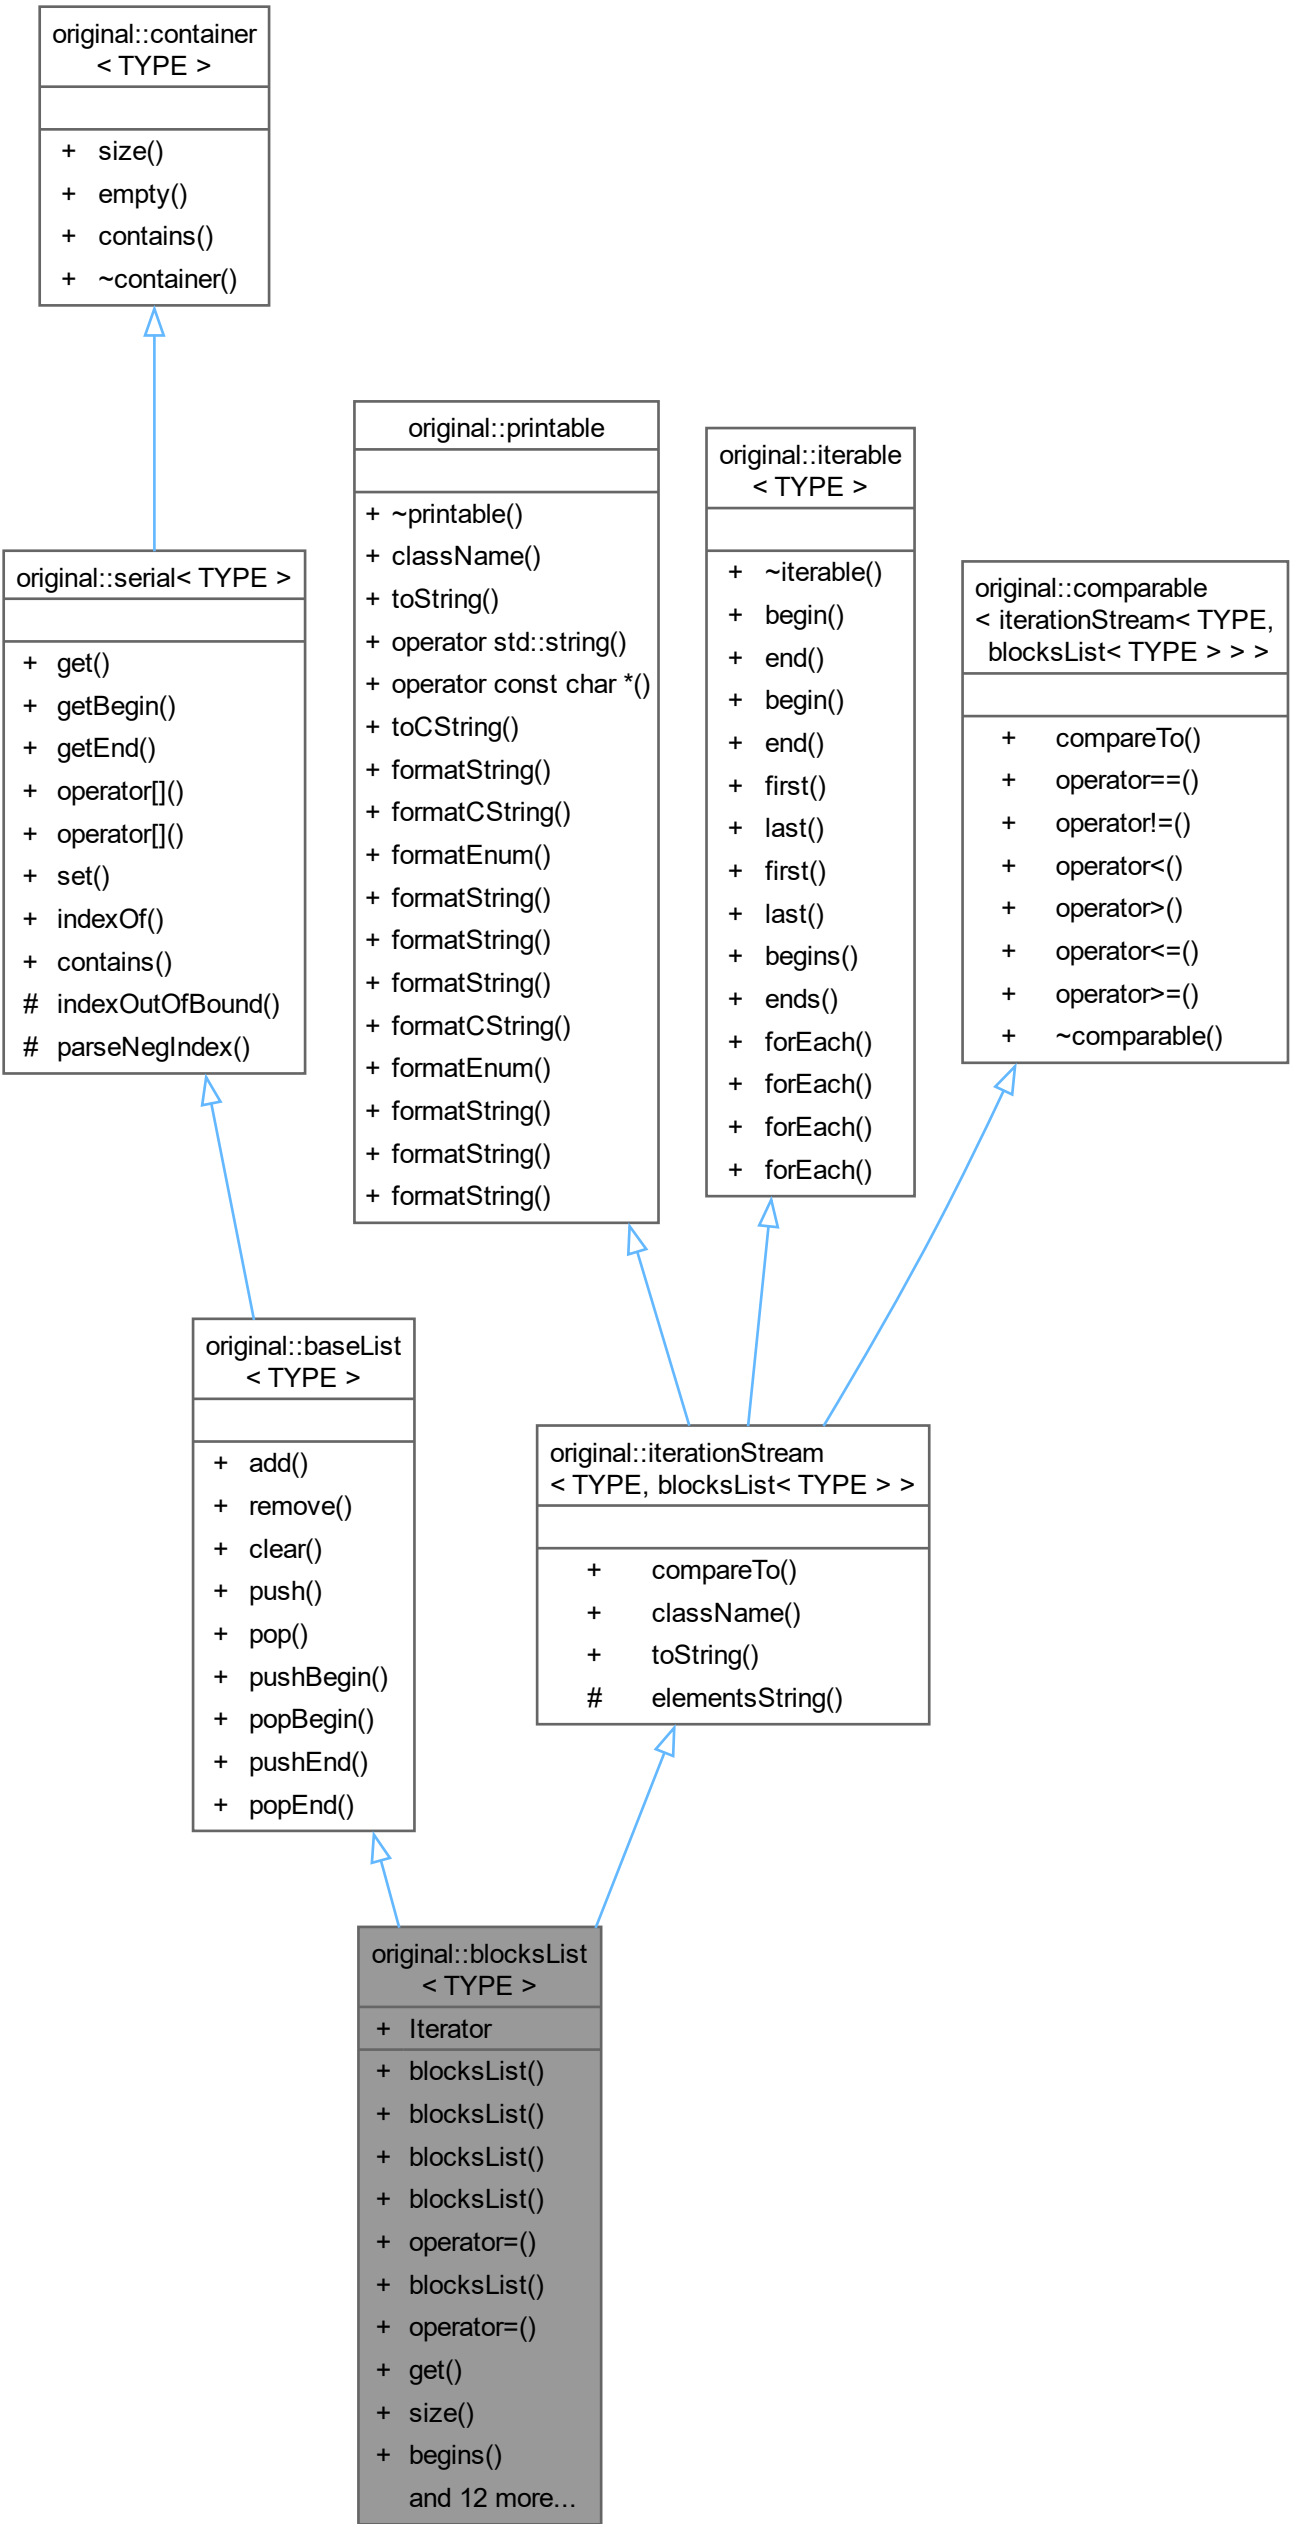 original::container
< TYPE >
+ size()
+ empty()
+ contains()
+ ~container()
original::serial< TYPE >
+ get()
+ getBegin()
+ getEnd()
+ operator[]()
+ operator[]()
+ set()
+ indexOf()
+ contains()
# indexOutOfBound()
# parseNegIndex()
original::printable
+ ~printable()
+ className()
+ toString()
+ operator std::string()
+ operator const char *()
+ toCString()
+ formatString()
+ formatCString()
+ formatEnum()
+ formatString()
+ formatString()
+ formatString()
+ formatCString()
+ formatEnum()
+ formatString()
+ formatString()
+ formatString()
original::iterable
< TYPE >
+ ~iterable()
+ begin()
+ end()
+ begin()
+ end()
+ first()
+ last()
+ first()
+ last()
+ begins()
+ ends()
+ forEach()
+ forEach()
+ forEach()
+ forEach()
original::comparable
< iterationStream< TYPE,
blocksList< TYPE > > >
+ compareTo()
+ operator==()
+ operator!=()
+ operator<()
+ operator>()
+ operator<=()
+ operator>=()
+ ~comparable()
original::baseList
< TYPE >
+ add()
+ remove()
+ clear()
+ push()
+ pop()
+ pushBegin()
+ popBegin()
+ pushEnd()
+ popEnd()
original::iterationStream
< TYPE, blocksList< TYPE > >
+ compareTo()
+ className()
+ toString()
# elementsString()
original::blocksList
< TYPE >
+ Iterator
+ blocksList()
+ blocksList()
+ blocksList()
+ blocksList()
+ operator=()
+ blocksList()
+ operator=()
+ get()
+ size()
+ begins()
and 12 more...